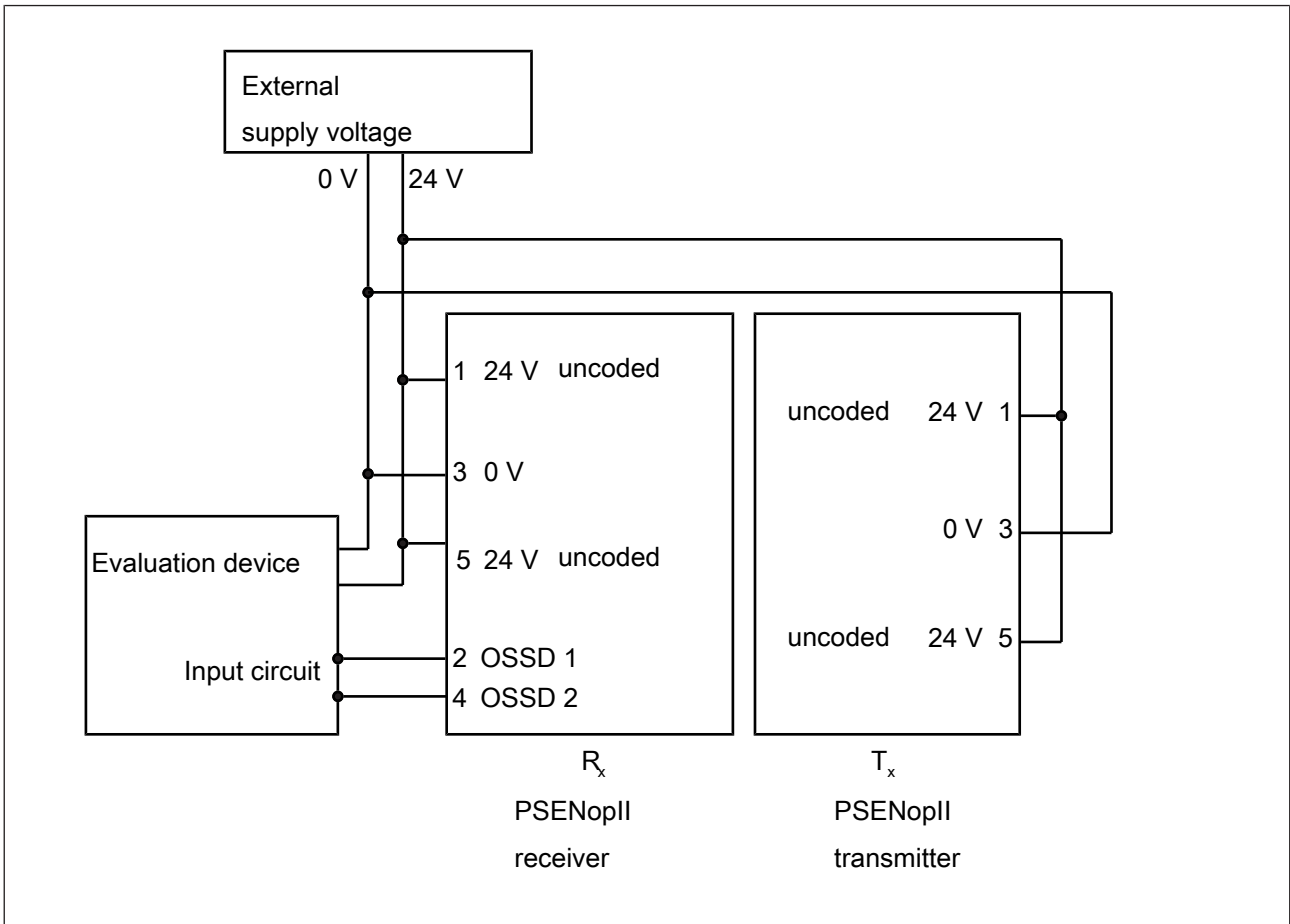 External
supply voltage
0 V
24 V
1 24 V uncoded
3 0 V
5 24 V uncoded
2 OSSD 1
4 OSSD 2
uncoded 24 V 1
0 V 3
uncoded 24 V 5
Evaluation device
Input circuit
Rx
PSENopII
receiver
Tx
PSENopII
transmitter